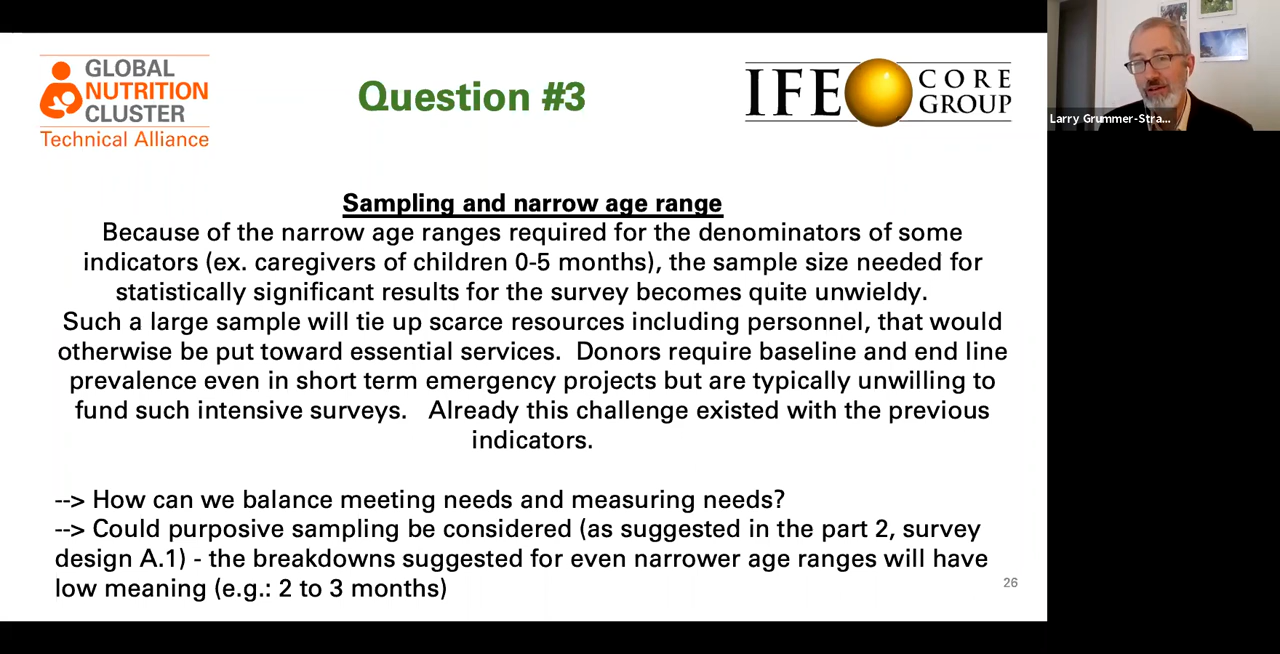 GLOBAL
NUTRITION
CLUSTER
Technical Alliance
Question #3
IFE CORE
GROUP
Larry Grummer-Stra...
Sampling and narrow age range
Because of the narrow age ranges required for the denominators of some
indicators (ex. caregivers of children 0-5 months), the sample size needed for
statistically significant results for the survey becomes quite unwieldy.
Such a large sample will tie up scarce resources including personnel, that would
otherwise be put toward essential services. Donors require baseline and end line
prevalence even in short term emergency projects but are typically unwilling to
fund such intensive surveys. Already this challenge existed with the previous
indicators.
--> How can we balance meeting needs and measuring needs?
--> Could purposive sampling be considered (as suggested in the part 2, survey
design A.1) - the breakdowns suggested for even narrower age ranges will have
low meaning (e.g.: 2 to 3 months)
26